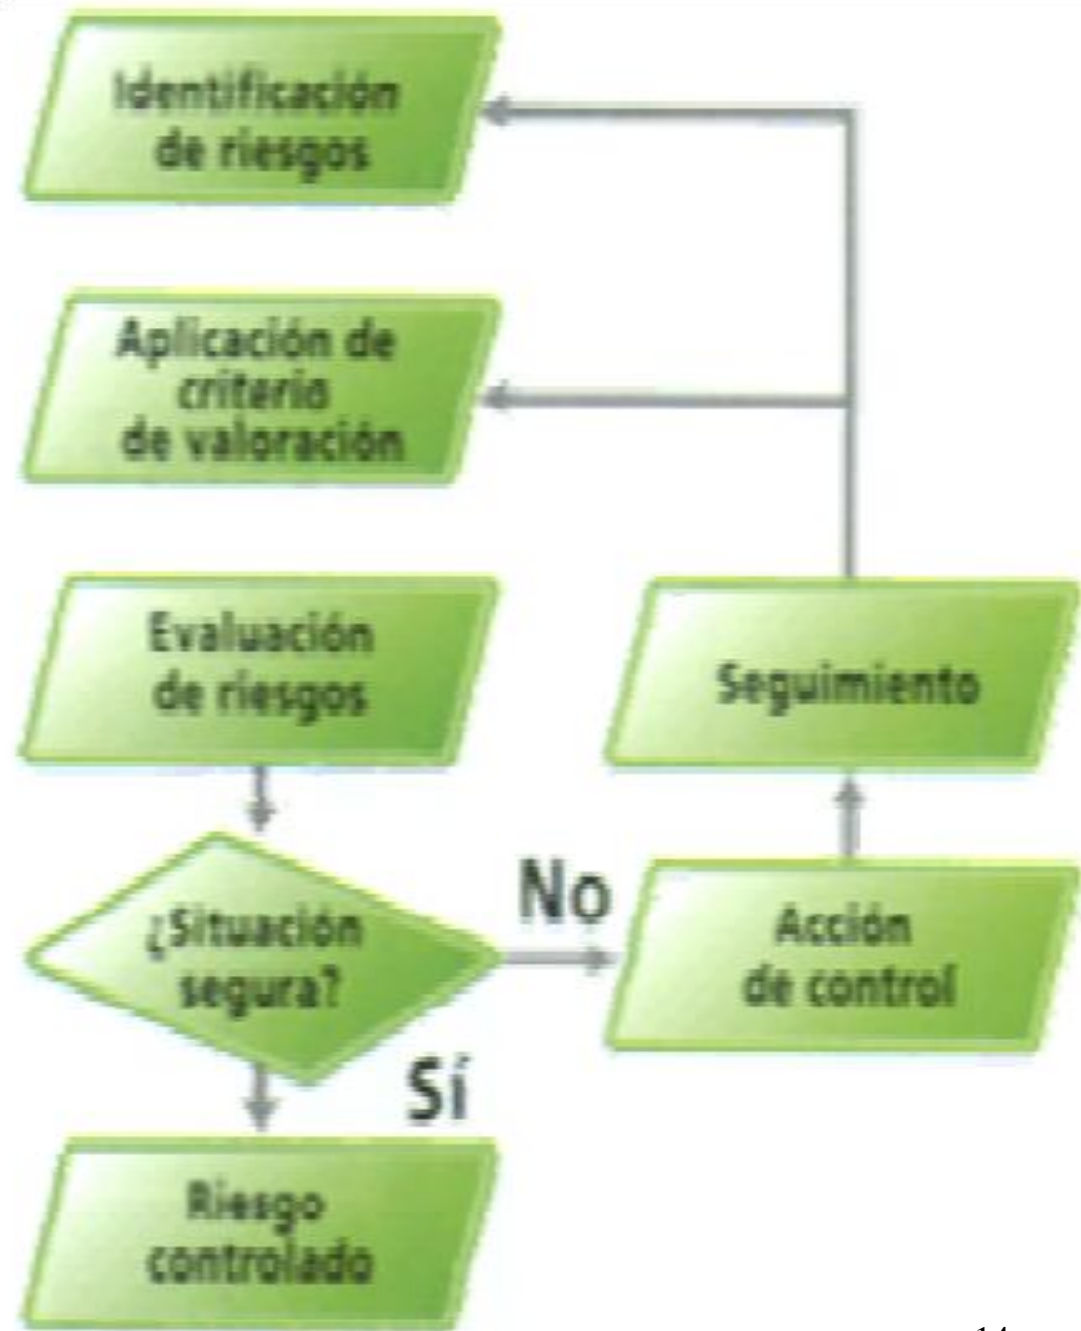 Identificación
de riesgos
Aplicación de
criterio
de valoración
Evaluación
de riesgos
Seguimiento
¿Situación
segura?
No
Acción
de control
Sí
Riesgo
controlado
14